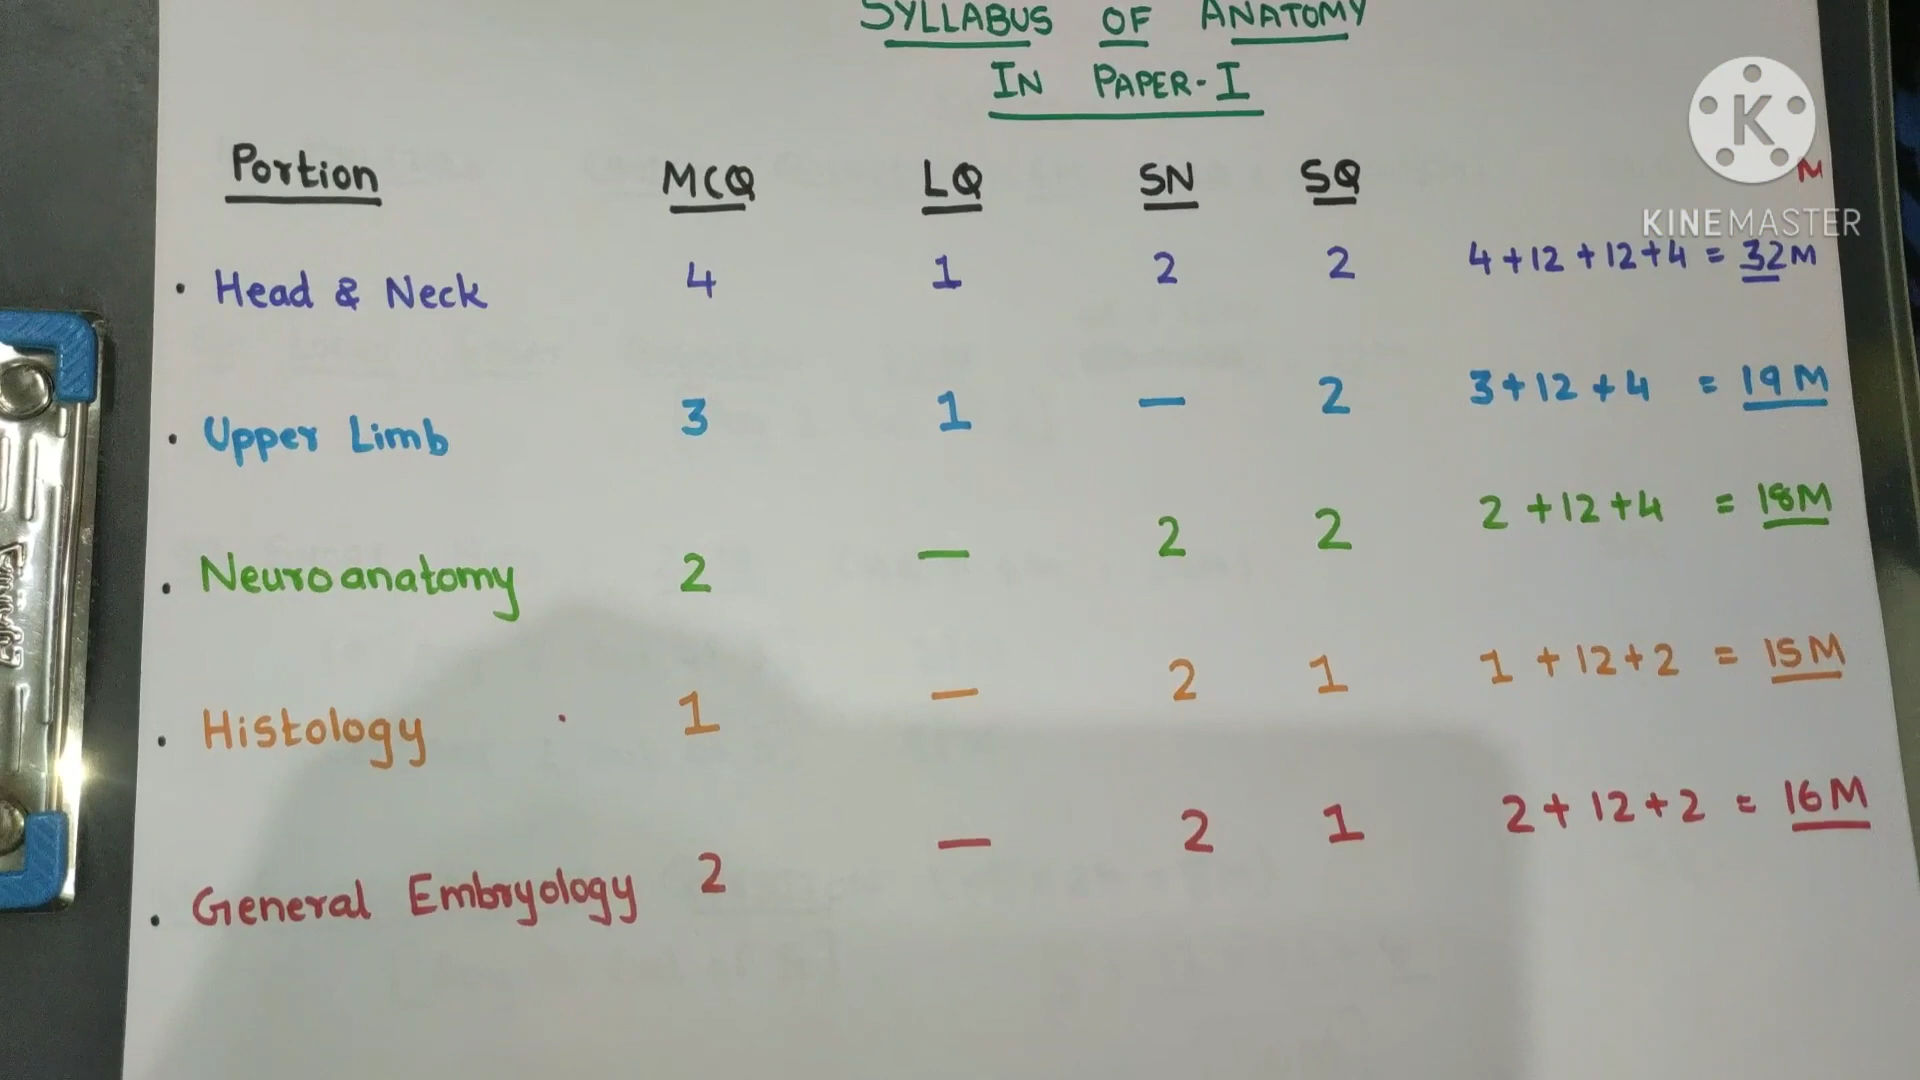 SYLLABUS OF ANATOMY
IN PAPER-I
Portion MCQ LQ SN SQ M
KINEMASTER
• Head & Neck 4 1 2 2 4+12+12+4 = 32M
• Upper Limb 3 1 — 2 3+12+4 = 19M
• Neuroanatomy 2 — 2 2 2+12+4 = 18M
• Histology 1 — 2 1 1+12+2 = 15M
• General Embryology 2 — 2 1 2+12+2 = 16M